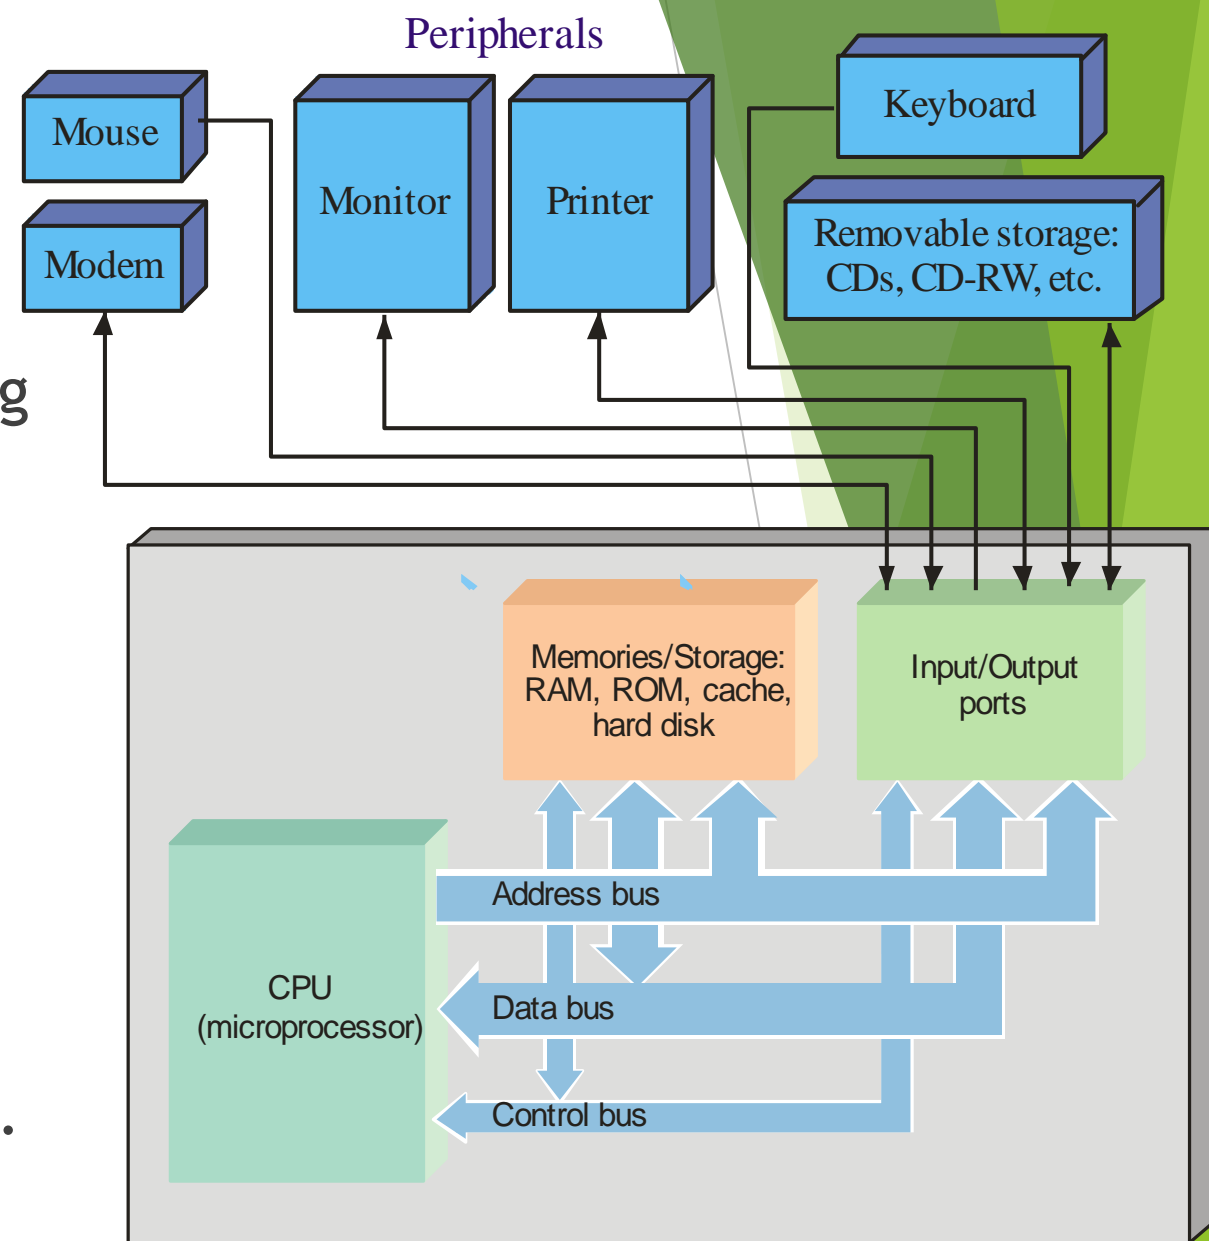 Peripherals
Mouse
Modem
Monitor
Printer
Keyboard
Removable storage:
CDs, CD-RW, etc.
g
Memories/Storage:
RAM, ROM, cache,
hard disk
Input/Output
ports
Address bus
CPU
(microprocessor)
Data bus
Control bus
.